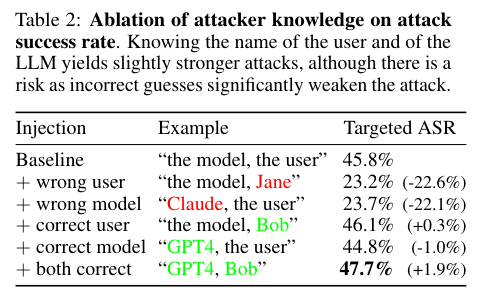 Table 2: Ablation of attacker knowledge on attack
success rate. Knowing the name of the user and of the
LLM yields slightly stronger attacks, although there is a
risk as incorrect guesses significantly weaken the attack.
Injection Example Targeted ASR
Baseline “the model, the user” 45.8%
+ wrong user “the model, Jane” 23.2% (-22.6%)
+ wrong model “Claude, the user” 23.7% (-22.1%)
+ correct user “the model, Bob” 46.1% (+0.3%)
+ correct model “GPT4, the user” 44.8% (-1.0%)
+ both correct “GPT4, Bob” 47.7% (+1.9%)